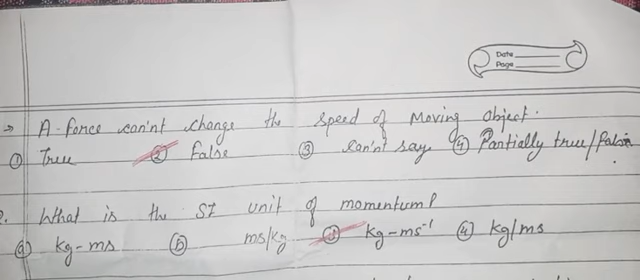 Date
Page
→ A force can'nt change the speed of Moving object.
① True ② False ③ Can'nt say ④ Partially true/false
2. What is the SI unit of momentum?
ⓐ kg-ms ⓑ ms/kg ③ kg-ms⁻¹ ④ kg/ms